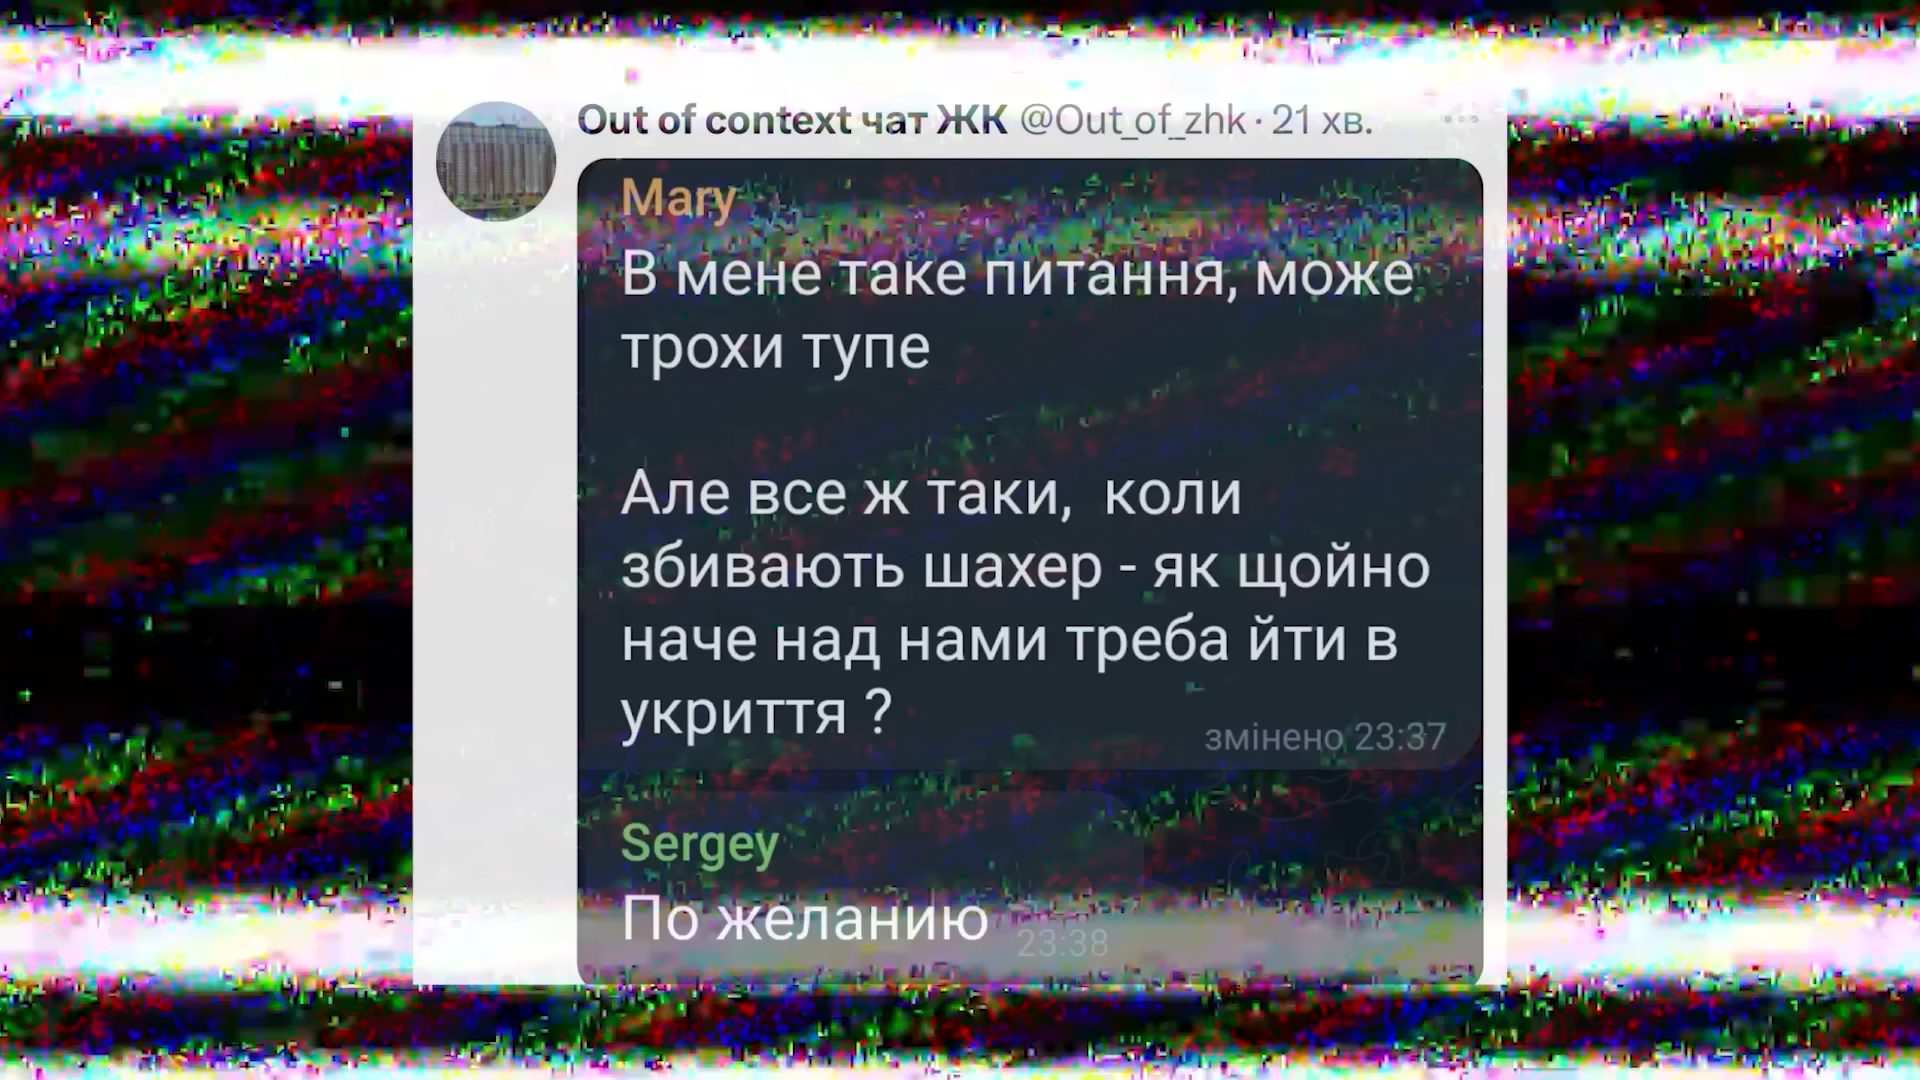 Out of context чат ЖК @Out_of_zhk · 21 хв.
Mary
В мене таке питання, може
трохи тупе
Але все ж таки,  коли
збивають шахер - як щойно
наче над нами треба йти в
укриття ?
змінено 23:37
Sergey
По желанию
23:38